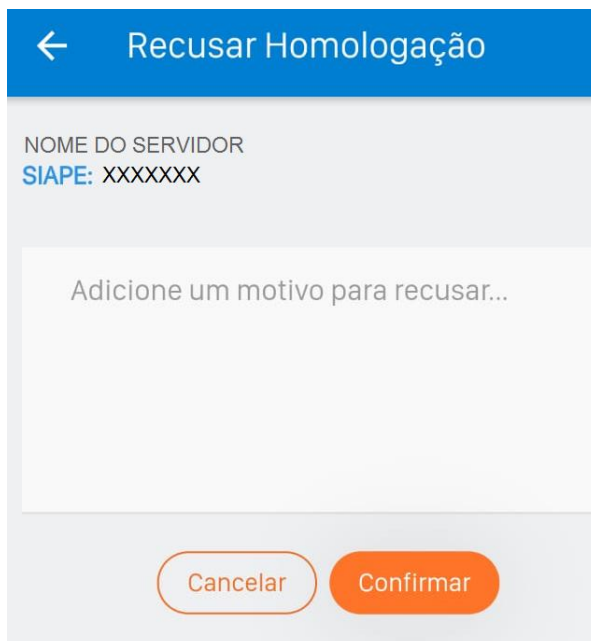 Recusar Homologação
NOME DO SERVIDOR
SIAPE: XXXXXXX
Adicione um motivo para recusar...
Cancelar Confirmar